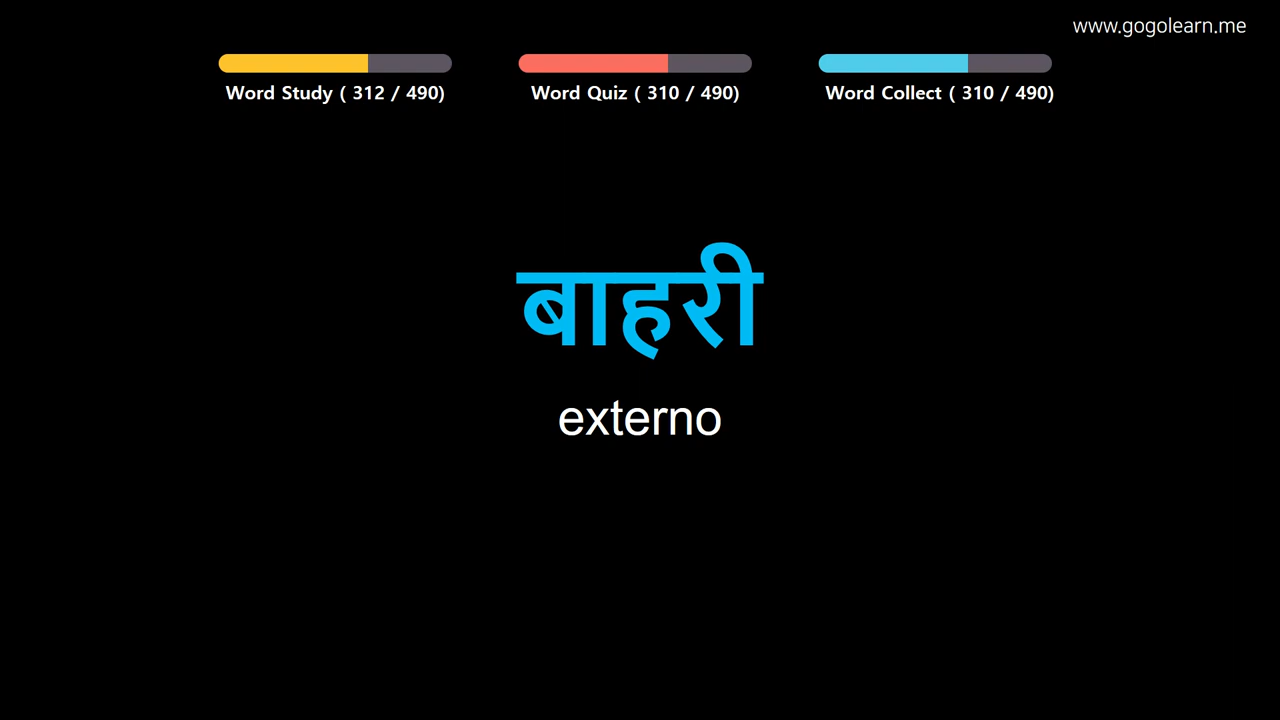 www.gogolearn.me
Word Study ( 312 / 490)
Word Quiz ( 310 / 490)
Word Collect ( 310 / 490)
बाहरी
externo